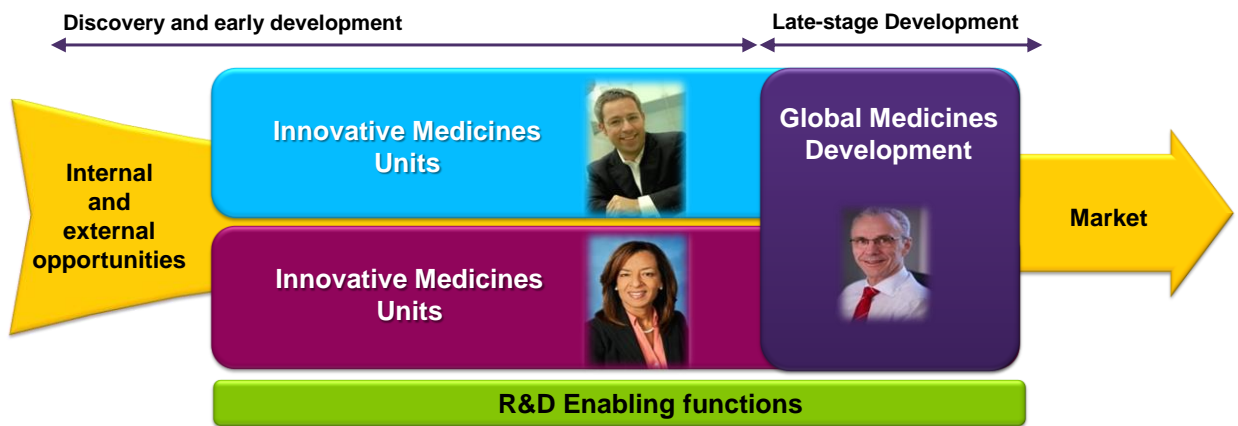 Discovery and early development
Late-stage Development
Internal
and
external
opportunities
Innovative Medicines
Units
Innovative Medicines
Units
Global Medicines
Development
Market
R&D Enabling functions